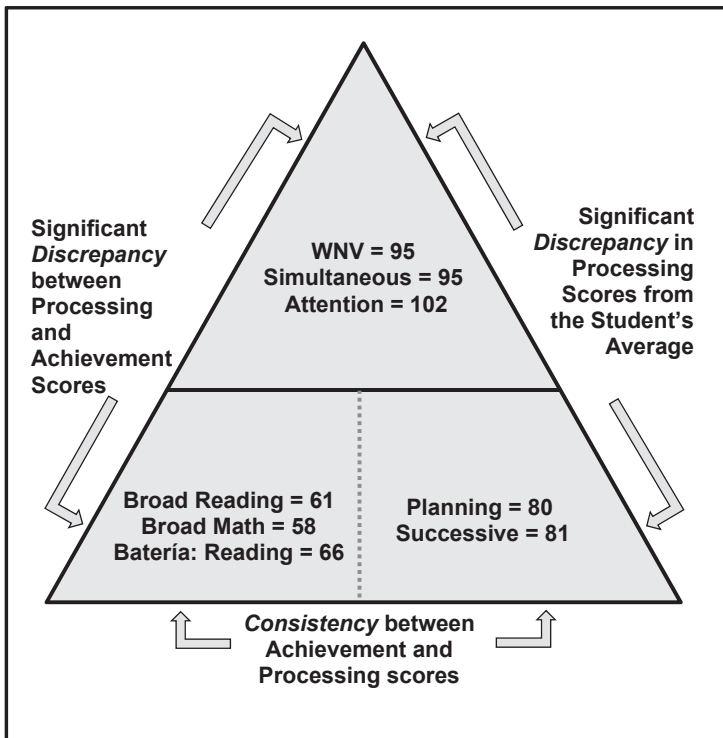 Significant
Discrepancy
between
Processing
and
Achievement
Scores
WNV = 95
Simultaneous = 95
Attention = 102
Significant
Discrepancy in
Processing
Scores from
the Student’s
Average
Broad Reading = 61
Broad Math = 58
Batería: Reading = 66
Planning = 80
Successive = 81
Consistency between
Achievement and
Processing scores